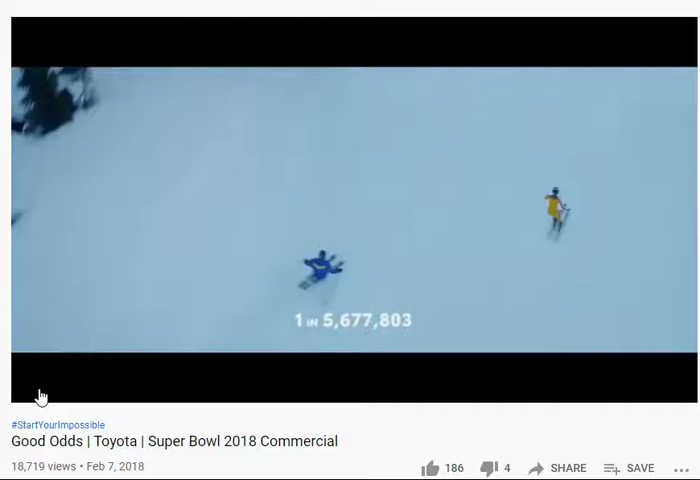 1 IN 5,677,803
#StartYourImpossible
Good Odds | Toyota | Super Bowl 2018 Commercial
18,719 views • Feb 7, 2018
186
4
SHARE
SAVE